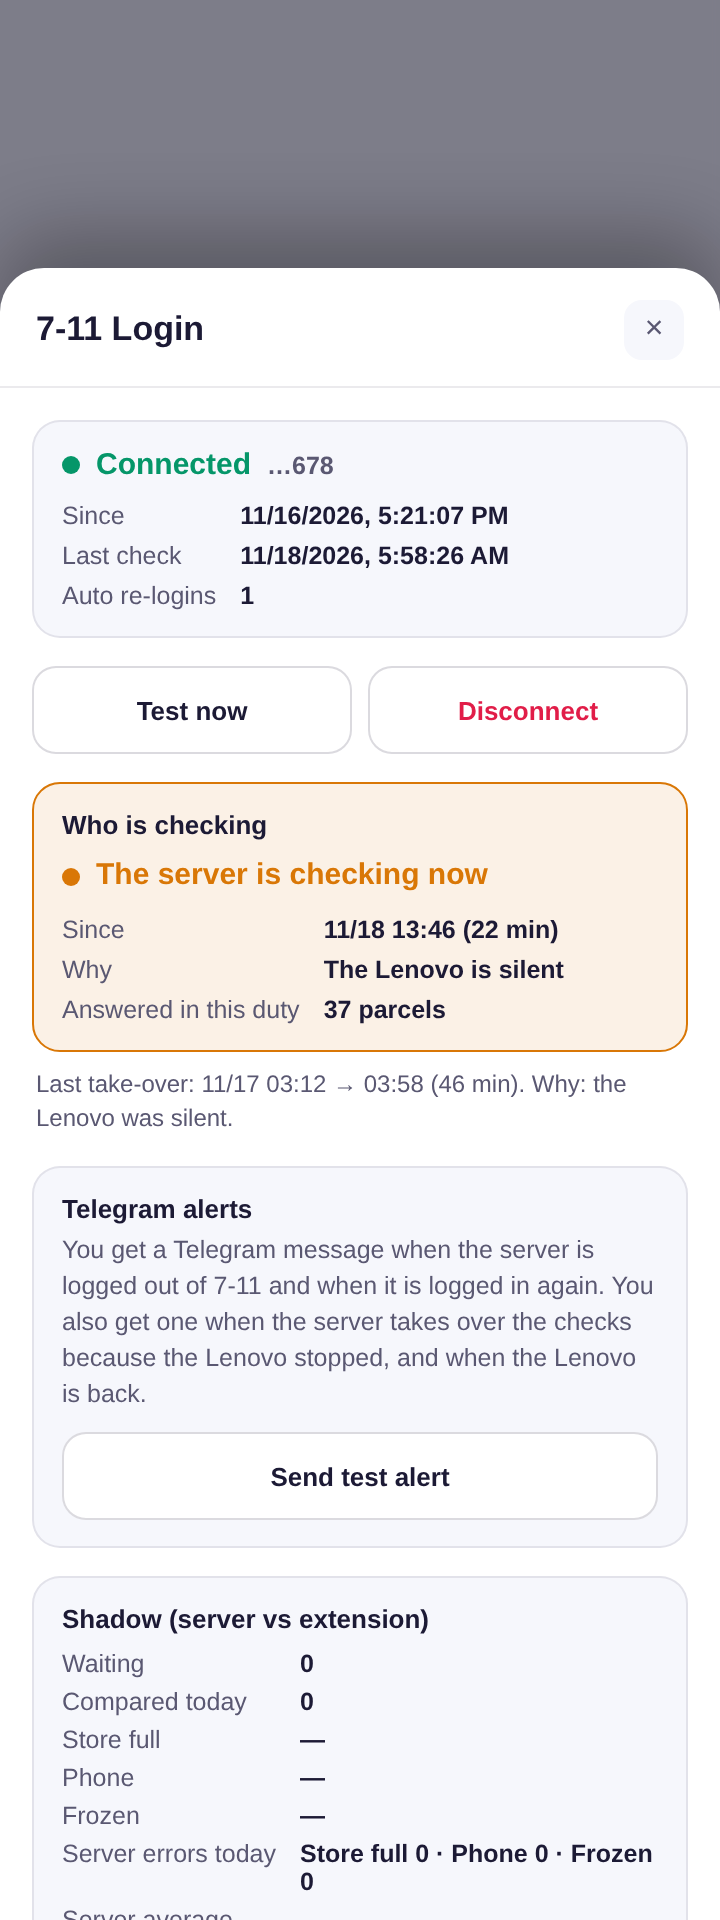 7-11 Login
✕
Connected …678
Since 11/16/2026, 5:21:07 PM
Last check 11/18/2026, 5:58:26 AM
Auto re-logins 1
Test now Disconnect
Who is checking
The server is checking now
Since 11/18 13:46 (22 min)
Why The Lenovo is silent
Answered in this duty 37 parcels
Last take-over: 11/17 03:12 → 03:58 (46 min). Why: the
Lenovo was silent.
Telegram alerts
You get a Telegram message when the server is
logged out of 7-11 and when it is logged in again. You
also get one when the server takes over the checks
because the Lenovo stopped, and when the Lenovo
is back.
Send test alert
Shadow (server vs extension)
Waiting 0
Compared today 0
Store full —
Phone —
Frozen —
Server errors today Store full 0 · Phone 0 · Frozen
0
Server average